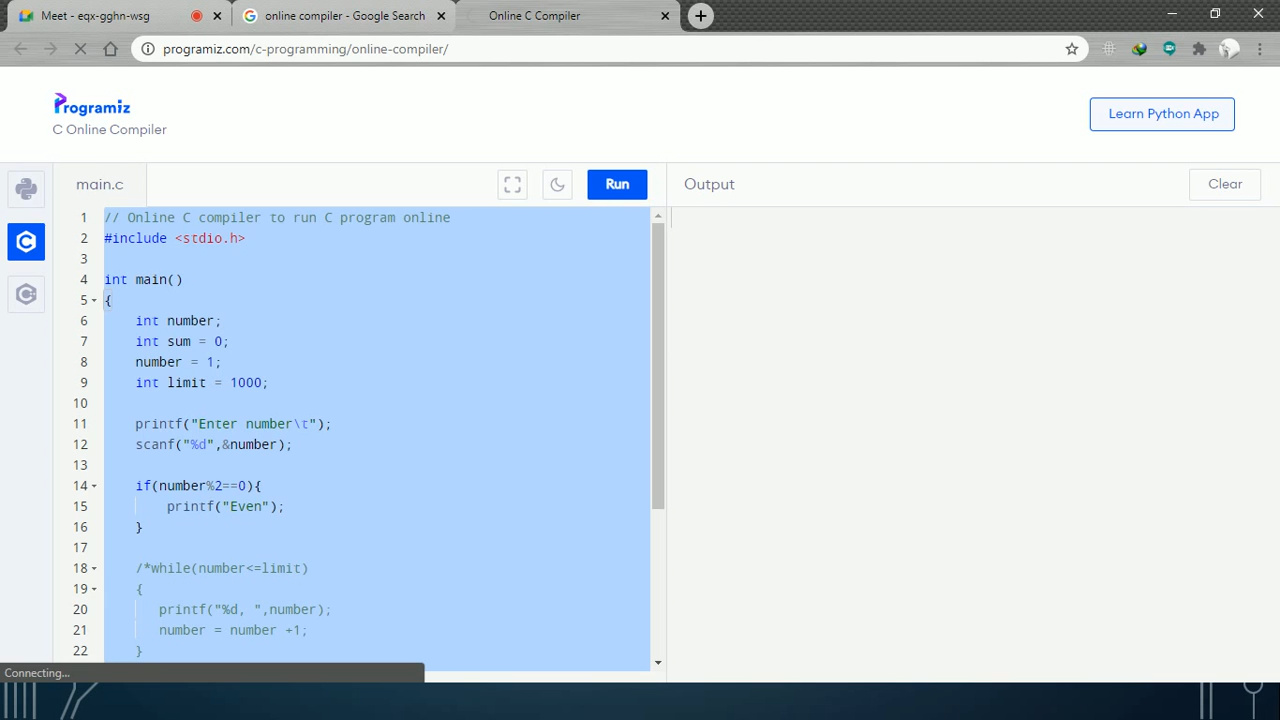 Meet - eqx-gghn-wsg
online compiler - Google Search
Online C Compiler
programiz.com/c-programming/online-compiler/
Programiz
C Online Compiler
Learn Python App
main.c
Run
Output
Clear
1 // Online C compiler to run C program online
2 #include <stdio.h>
3
4 int main()
5 {
6 int number;
7 int sum = 0;
8 number = 1;
9 int limit = 1000;
10
11 printf("Enter number\t");
12 scanf("%d",&number);
13
14 if(number%2==0){
15 printf("Even");
16 }
17
18 /*while(number<=limit)
19 {
20 printf("%d, ",number);
21 number = number +1;
22 }
Connecting...